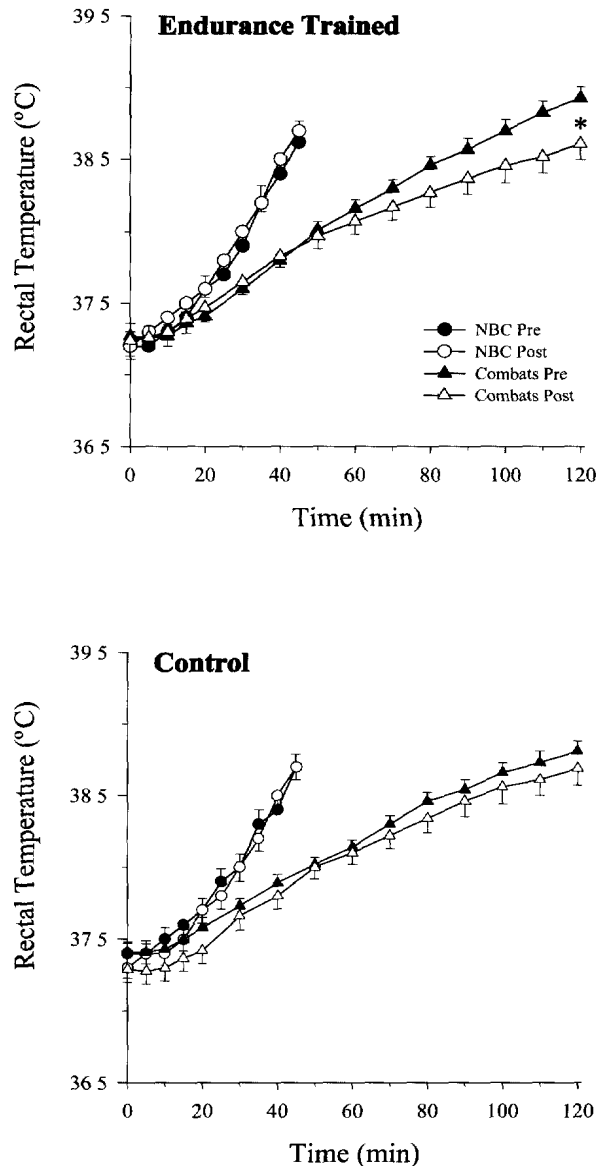 Endurance Trained
39 5
38.5
37.5
36 5
Rectal Temperature (°C)
NBC Pre
NBC Post
Combats Pre
Combats Post
*
0 20 40 60 80 100 120
Time (min)
Control
39 5
38.5
37.5
36 5
Rectal Temperature (°C)
0 20 40 60 80 100 120
Time (min)